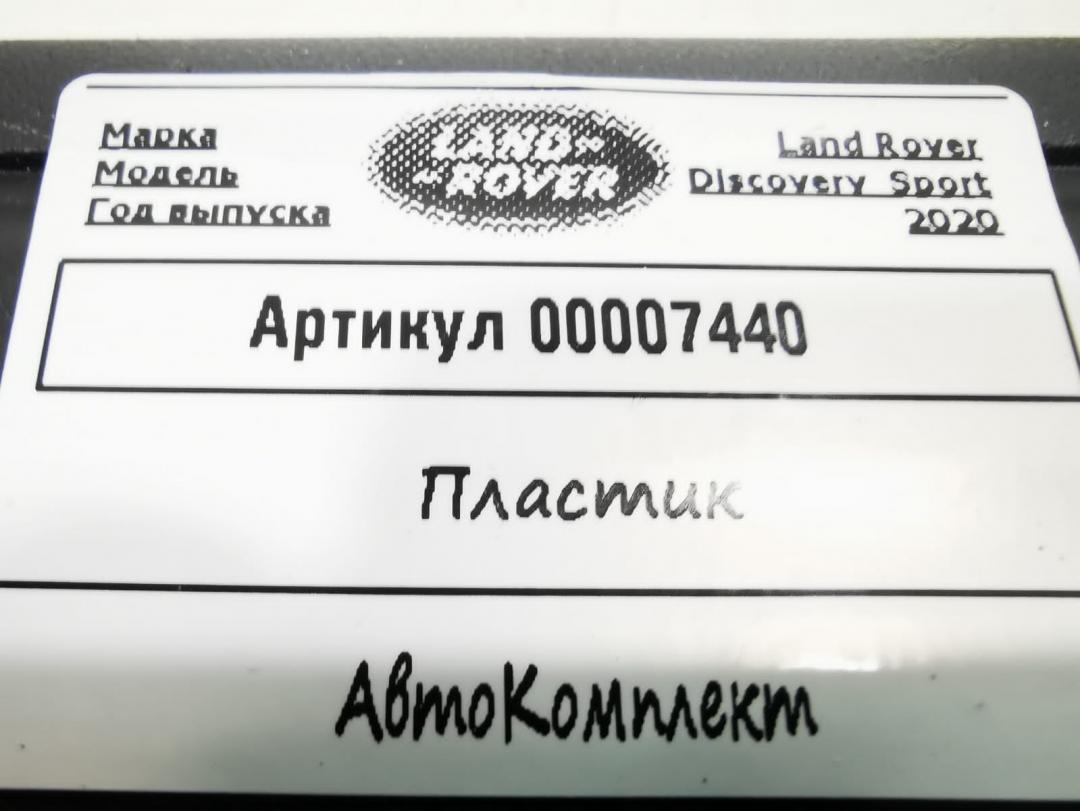 Марка
Модель
Год выпуска
LAND
ROVER
Land Rover
Discovery Sport
2020
Артикул 00007440
Пластик
АвтоКомплект